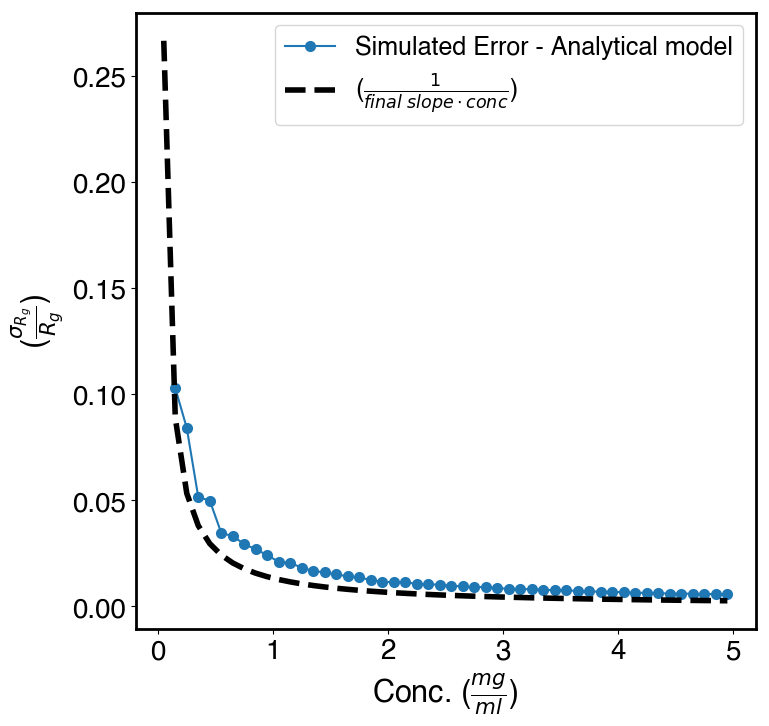 Simulated Error - Analytical model
(1/final slope · conc)
0.25
0.20
0.15
0.10
0.05
0.00
(σ_{R_g}/R_g)
0 1 2 3 4 5
Conc. (mg/ml)